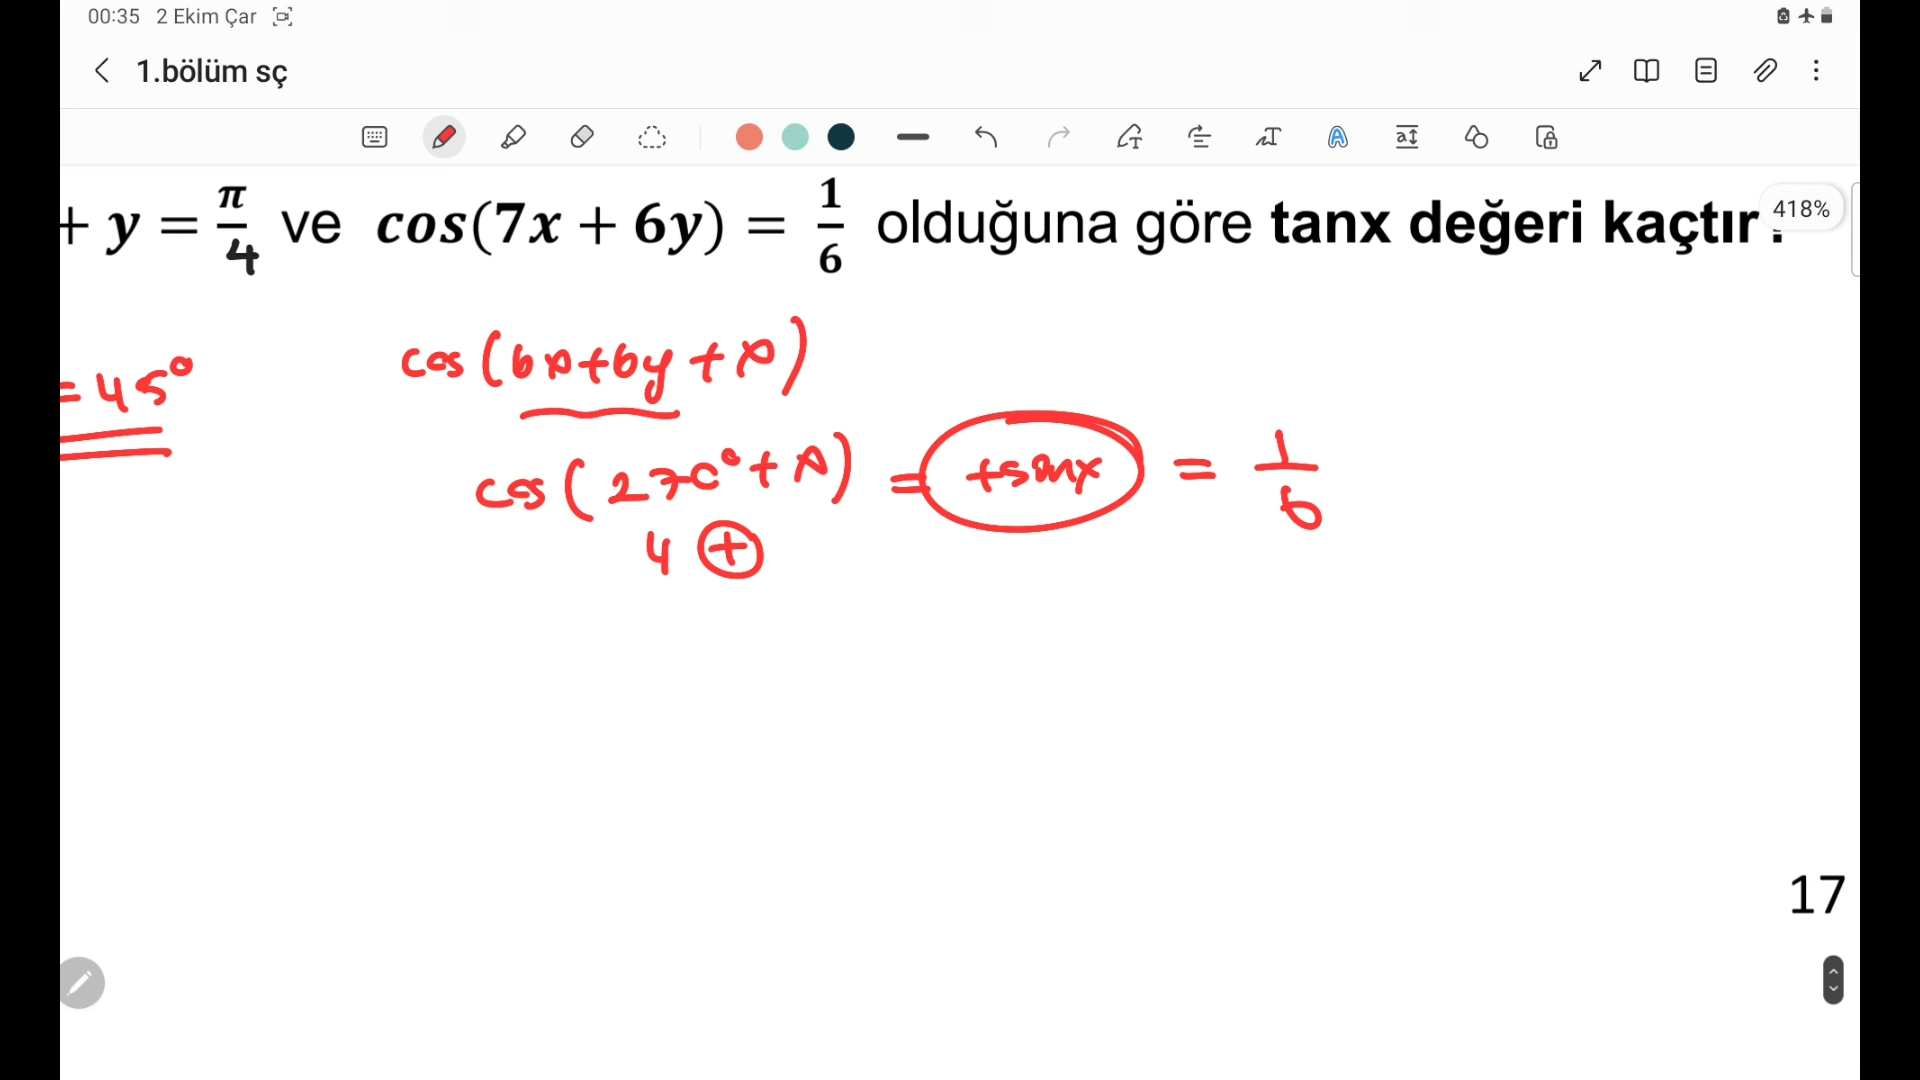 00:35 2 Ekim Çar
1.bölüm sç
+ y = π/4 ve cos(7x + 6y) = 1/6 olduğuna göre tanx değeri kaçtır?
418%
= 45°
cos(6x+6y+x)
cos(270°+x) = +sinx = 1/6
4 +
17